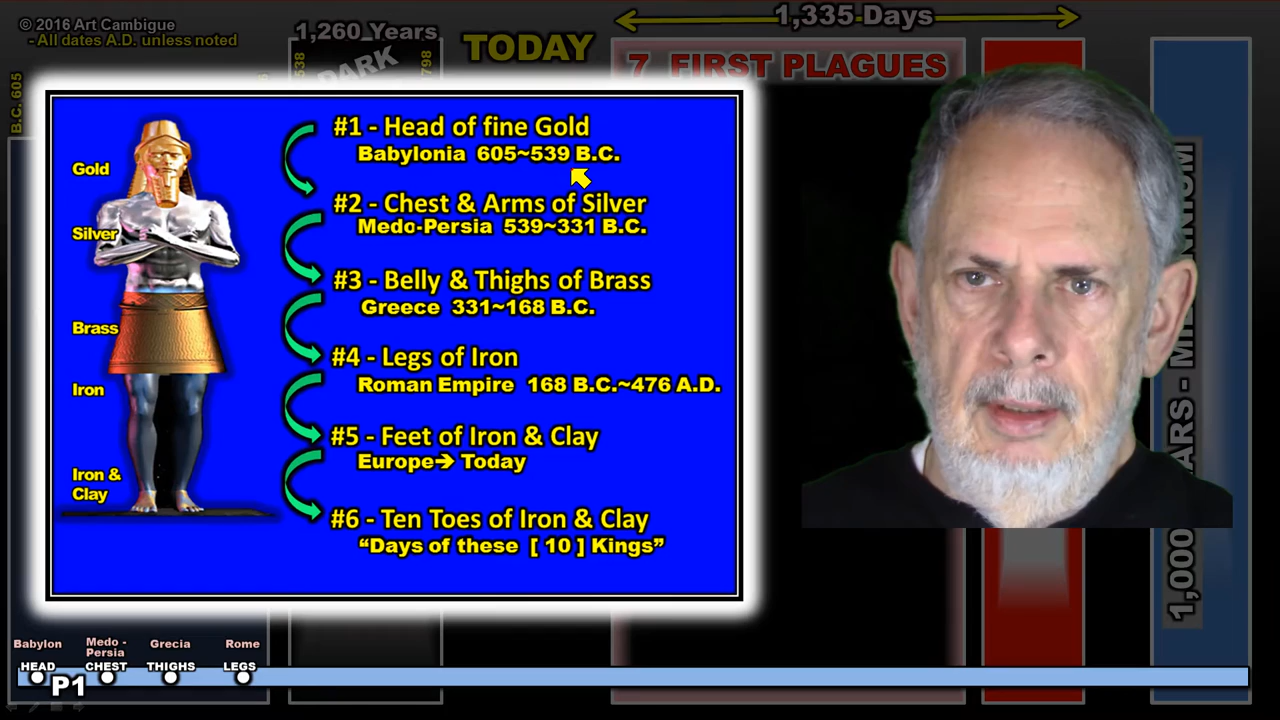 © 2016 Art Cambigue
- All dates A.D. unless noted
B.C. 605
1,260 Years
538
DARK
798
TODAY
1,335 Days
7 FIRST PLAGUES
Gold
Silver
Brass
Iron
Iron &
Clay
#1 - Head of fine Gold
Babylonia 605~539 B.C.
#2 - Chest & Arms of Silver
Medo-Persia 539~331 B.C.
#3 - Belly & Thighs of Brass
Greece 331~168 B.C.
#4 - Legs of Iron
Roman Empire 168 B.C.~476 A.D.
#5 - Feet of Iron & Clay
Europe➔ Today
#6 - Ten Toes of Iron & Clay
“Days of these [ 10 ] Kings”
Babylon
HEAD
Medo -
Persia
CHEST
Grecia
THIGHS
Rome
LEGS
P1